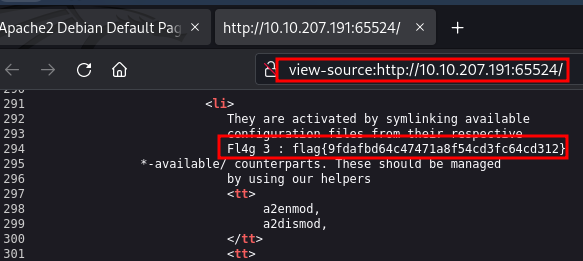 Apache2 Debian Default Pag
http://10.10.207.191:65524/
view-source:http://10.10.207.191:65524/
290
291 <li>
292 They are activated by symlinking available
293 configuration files from their respective
294 Fl4g 3 : flag{9fdafbd64c47471a8f54cd3fc64cd312}
295 *-available/ counterparts. These should be managed
296 by using our helpers
297 <tt>
298 a2enmod,
299 a2dismod,
300 </tt>
301 <tt>